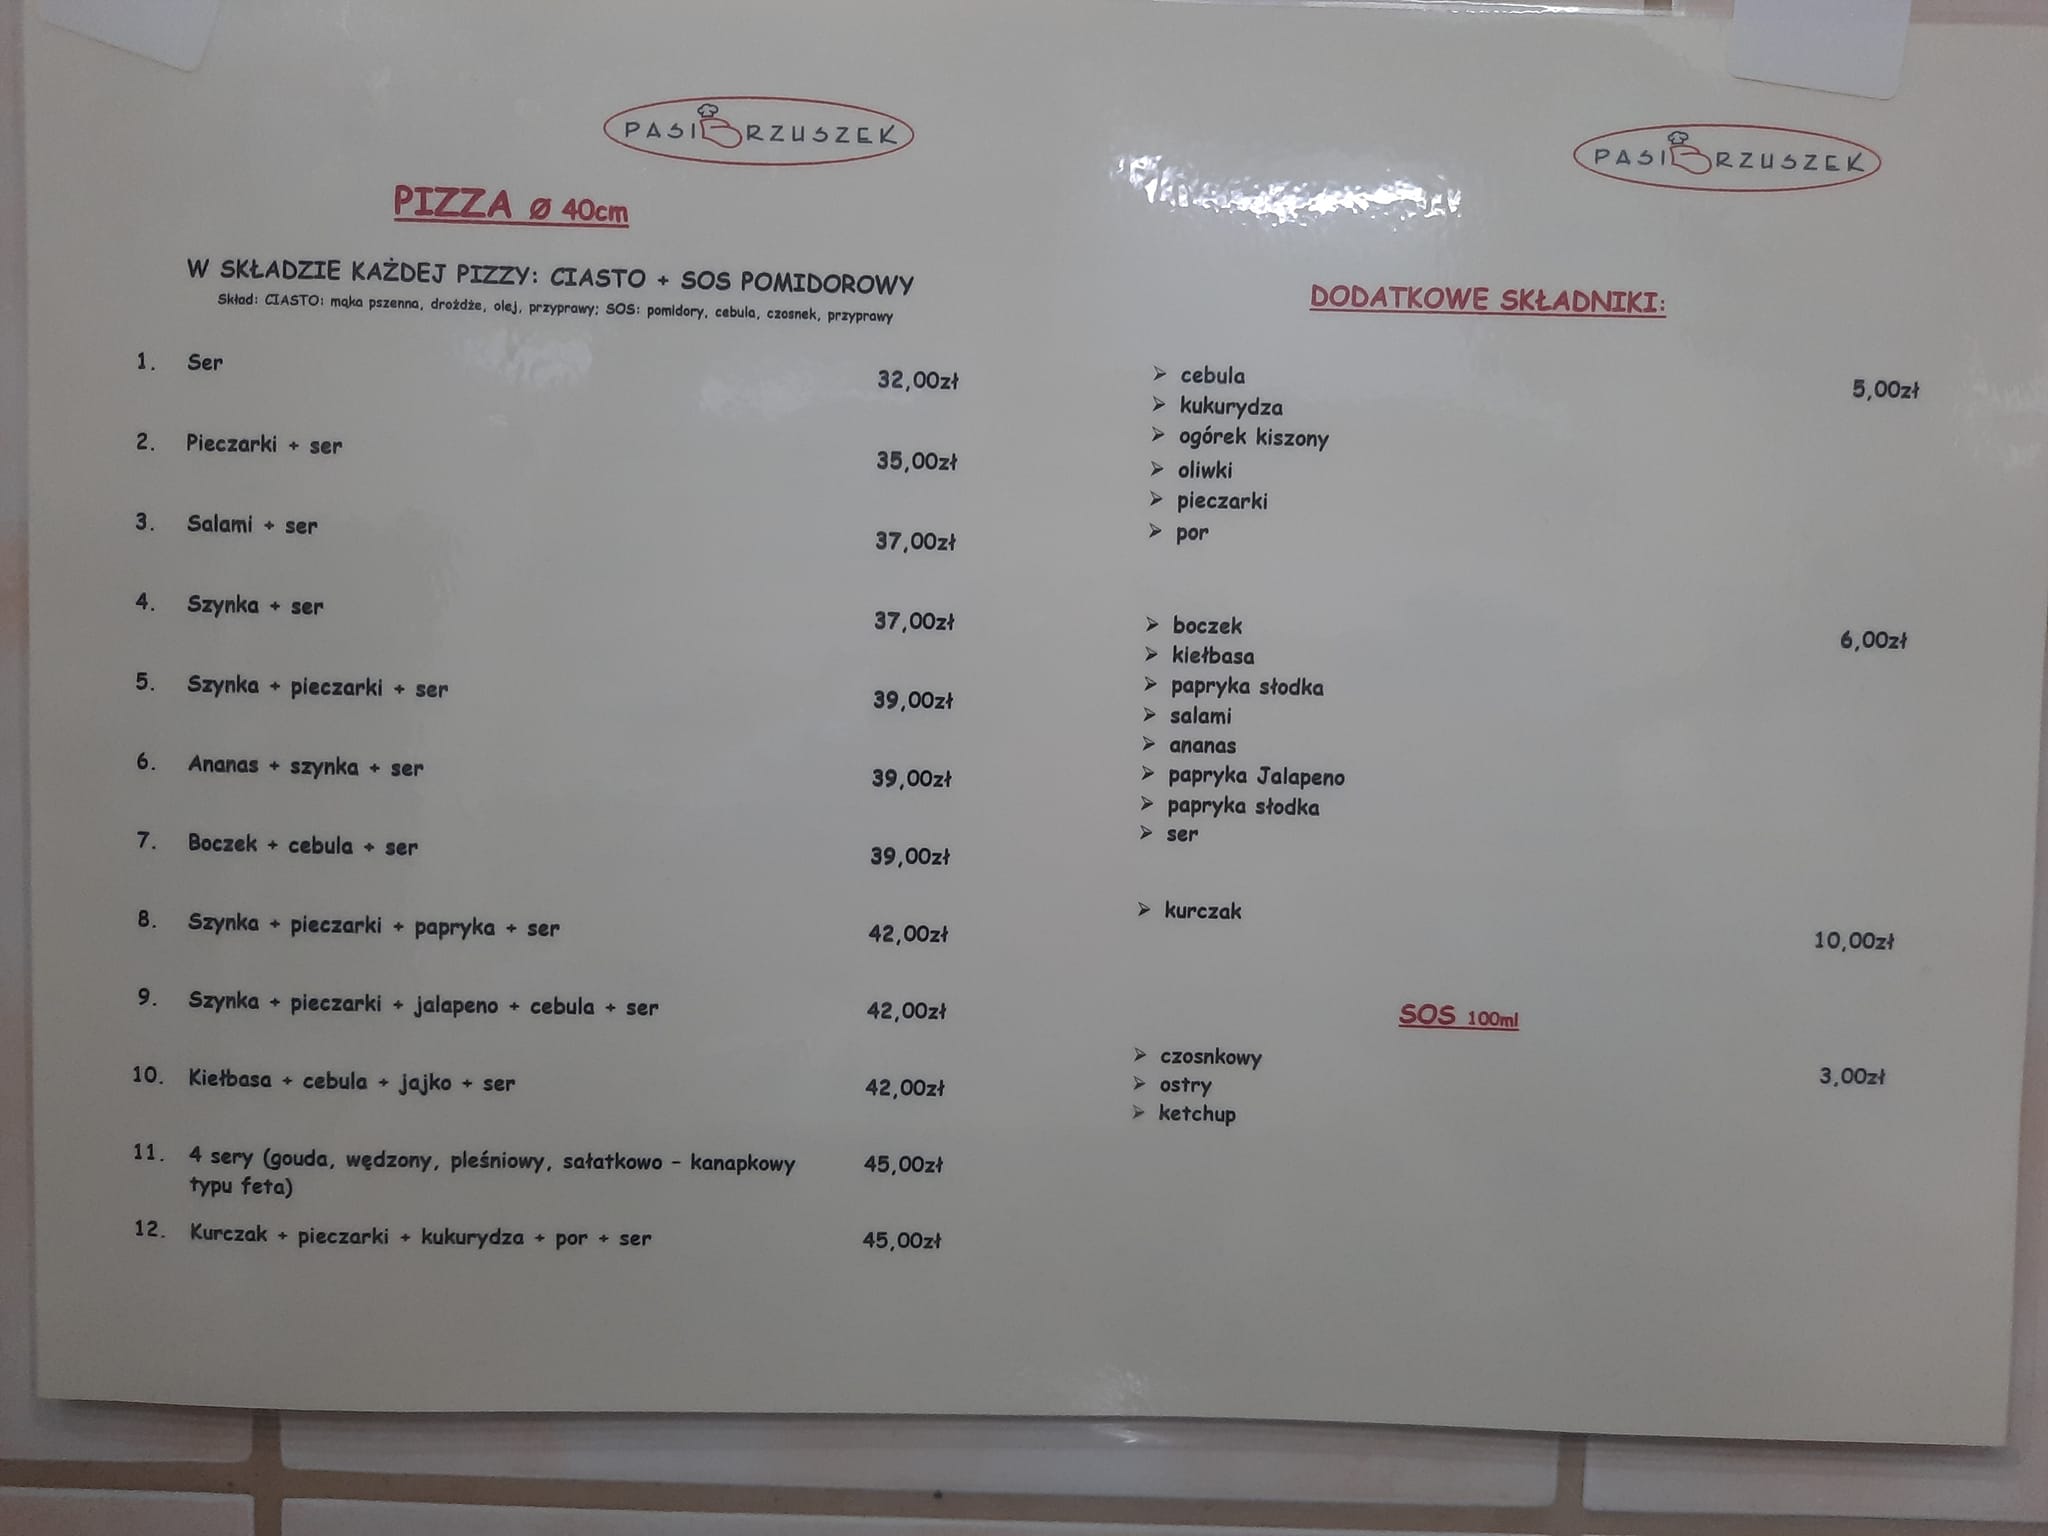 PASIBRZUSZEK
PIZZA Ø 40cm
W SKŁADZIE KAŻDEJ PIZZY: CIASTO + SOS POMIDOROWY
Skład: CIASTO: mąka pszenna, drożdże, olej, przyprawy; SOS: pomidory, cebula, czosnek, przyprawy
1. Ser 32,00zł
2. Pieczarki + ser 35,00zł
3. Salami + ser 37,00zł
4. Szynka + ser 37,00zł
5. Szynka + pieczarki + ser 39,00zł
6. Ananas + szynka + ser 39,00zł
7. Boczek + cebula + ser 39,00zł
8. Szynka + pieczarki + papryka + ser 42,00zł
9. Szynka + pieczarki + jalapeno + cebula + ser 42,00zł
10. Kiełbasa + cebula + jajko + ser 42,00zł
11. 4 sery (gouda, wędzony, pleśniowy, sałatkowo - kanapkowy 45,00zł
typu feta)
12. Kurczak + pieczarki + kukurydza + por + ser 45,00zł
PASIBRZUSZEK
DODATKOWE SKŁADNIKI:
➢ cebula 5,00zł
➢ kukurydza
➢ ogórek kiszony
➢ oliwki
➢ pieczarki
➢ por
➢ boczek 6,00zł
➢ kiełbasa
➢ papryka słodka
➢ salami
➢ ananas
➢ papryka Jalapeno
➢ papryka słodka
➢ ser
➢ kurczak 10,00zł
SOS 100ml
➢ czosnkowy 3,00zł
➢ ostry
➢ ketchup